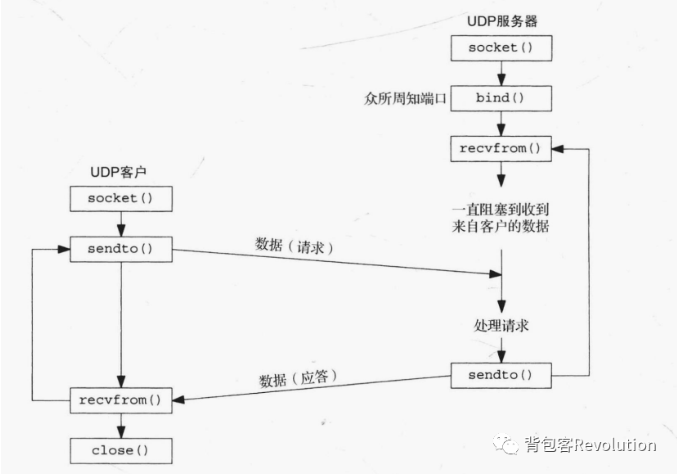 UDP服务器
socket()
众所周知端口
bind()
recvfrom()
UDP客户
socket()
一直阻塞到收到
来自客户的数据
sendto()
数据（请求）
处理请求
数据（应答）
sendto()
recvfrom()
close()
背包客Revolution